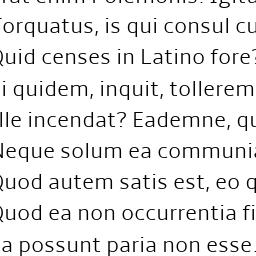 erat enim Polemonis. Igitu
Torquatus, is qui consul cu
Quid censes in Latino fore?
i quidem, inquit, tollerem
lle incendat? Eademne, qu
Neque solum ea communia
Quod autem satis est, eo q
Quod ea non occurrentia fi
a possunt paria non esse.